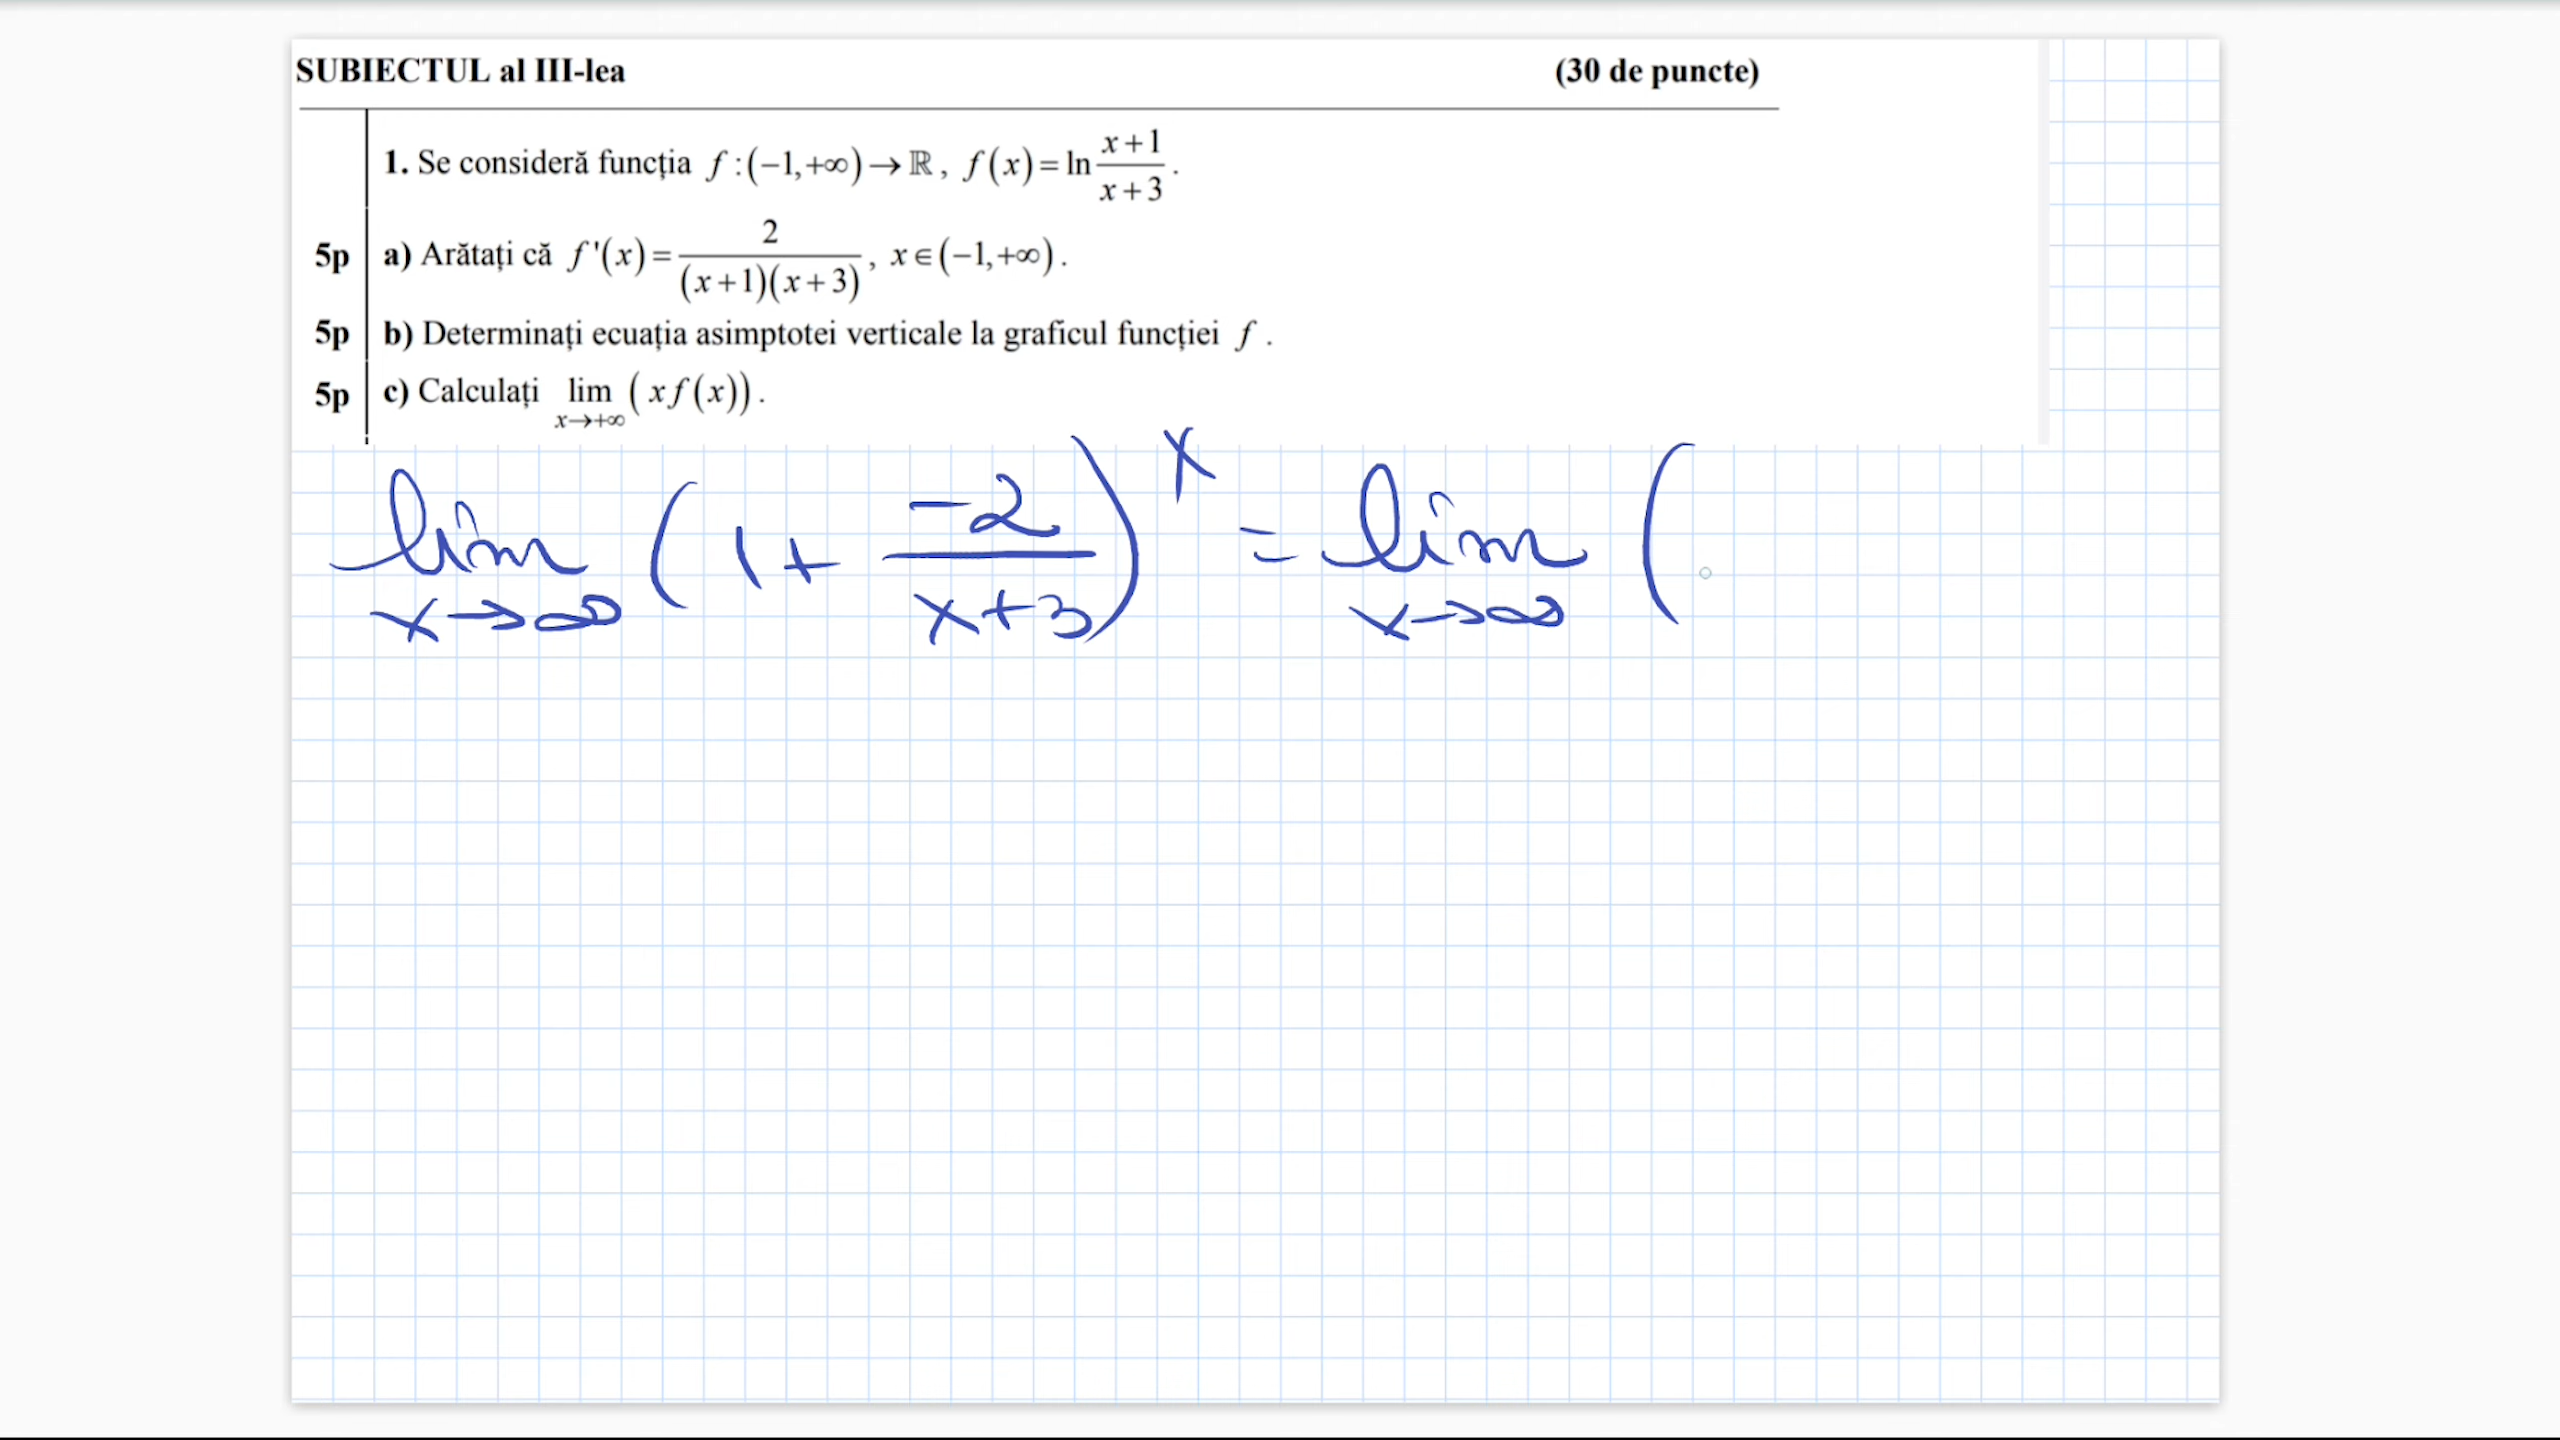 SUBIECTUL al III-lea (30 de puncte)
1. Se consideră funcția f:(−1,+∞)→ℝ, f(x)=ln (x+1)/(x+3).
5p a) Arătați că f'(x)= 2/((x+1)(x+3)), x∈(−1,+∞).
5p b) Determinați ecuația asimptotei verticale la graficul funcției f.
5p c) Calculați lim x→+∞ (xf(x)).
lim x→∞ (1+ −2/(x+3))^x = lim x→∞ (